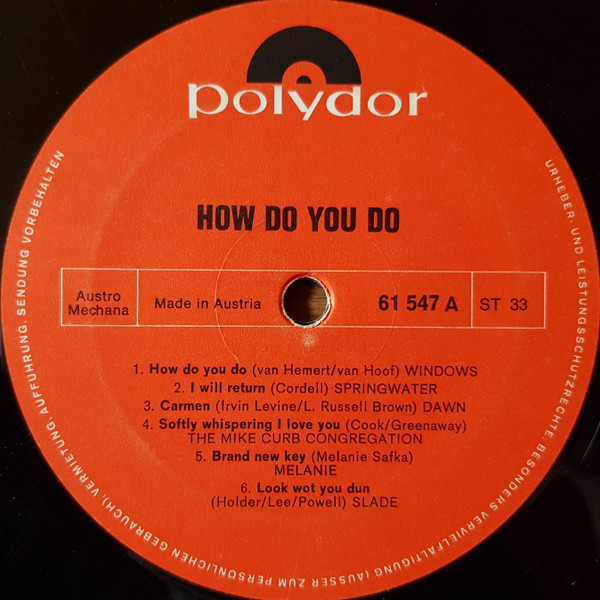 polydor
HOW DO YOU DO
Austro
Mechana
Made in Austria
61 547 A
ST 33
1. How do you do (van Hemert/van Hoof) WINDOWS
2. I will return (Cordell) SPRINGWATER
3. Carmen (Irvin Levine/L. Russell Brown) DAWN
4. Softly whispering I love you (Cook/Greenaway)
THE MIKE CURB CONGREGATION
5. Brand new key (Melanie Safka)
MELANIE
6. Look wot you dun
(Holder/Lee/Powell) SLADE
URHEBER- UND LEISTUNGSSCHUTZRECHTE, BESONDERS VERVIELFÄLTIGUNG (AUSSER ZUM PERSÖNLICHEN GEBRAUCH), VERMIETUNG, AUFFÜHRUNG, SENDUNG VORBEHALTEN